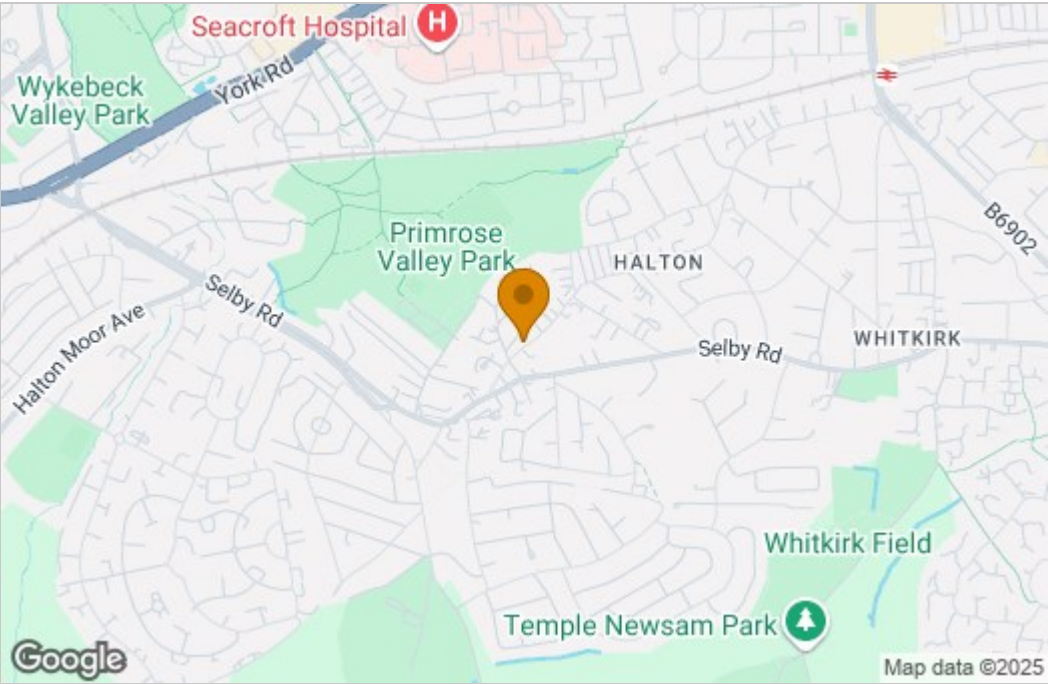 Seacroft Hospital
H
Wykebeck
Valley Park
York Rd
B6902
Primrose
Valley Park
HALTON
Selby Rd
Halton Moor Ave
Selby Rd
WHITKIRK
Whitkirk Field
Temple Newsam Park
Google
Map data ©2025